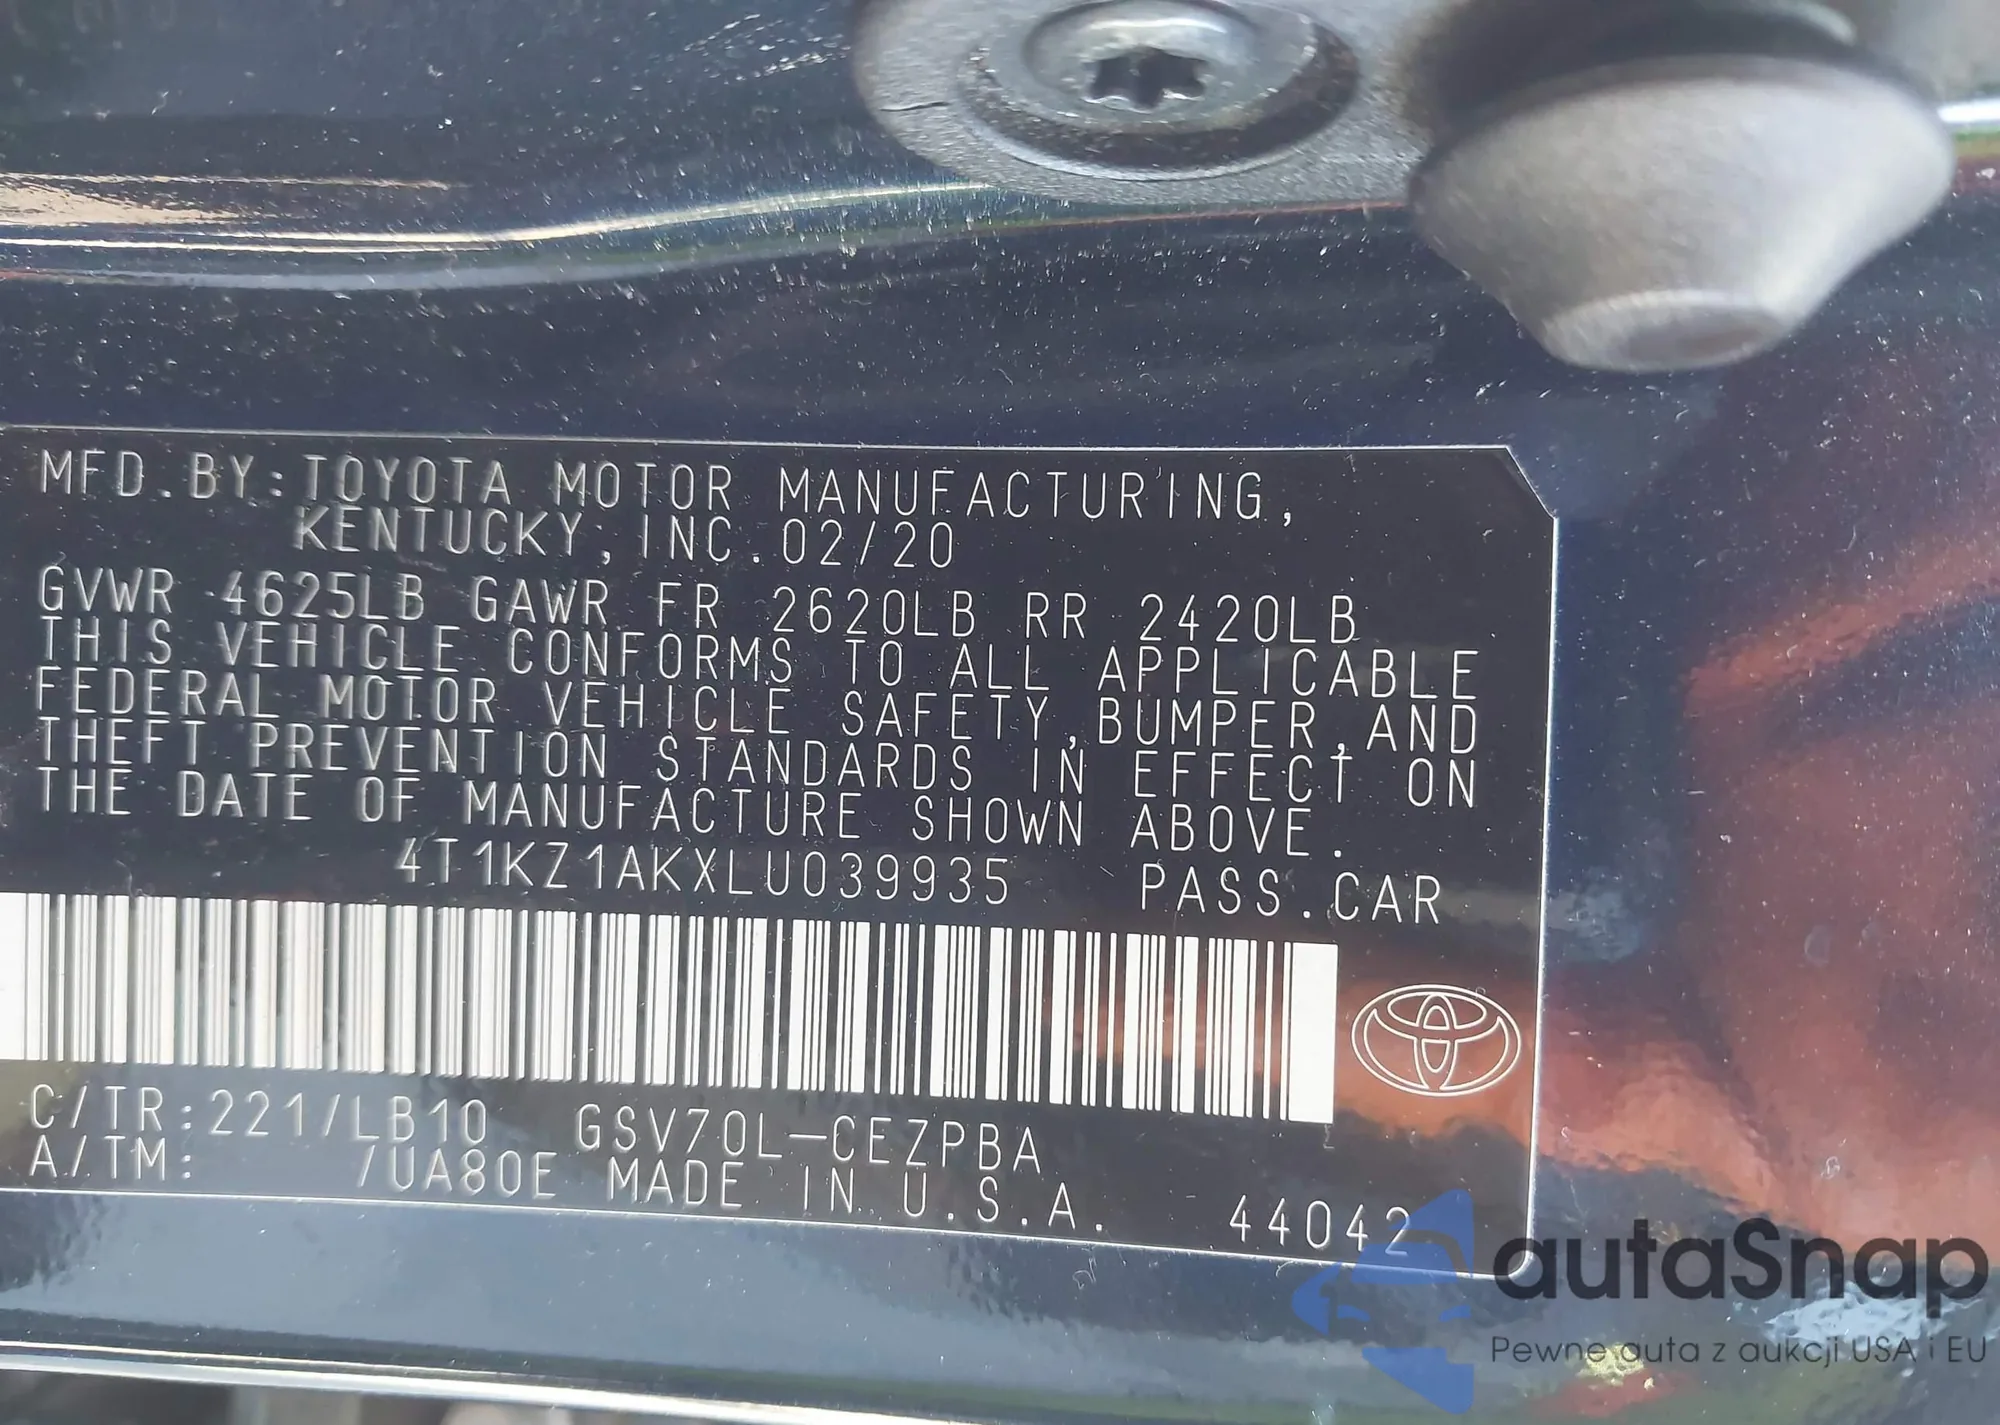 MFD.BY:TOYOTA MOTOR MANUFACTURING,
KENTUCKY,INC.02/20
GVWR 4625LB GAWR FR 2620LB RR 2420LB
THIS VEHICLE CONFORMS TO ALL APPLICABLE
FEDERAL MOTOR VEHICLE SAFETY,BUMPER,AND
THEFT PREVENTION STANDARDS IN EFFECT ON
THE DATE OF MANUFACTURE SHOWN ABOVE.
4T1KZ1AKXLU039935 PASS.CAR
C/TR:221/LB10 GSV70L-CEZPBA
A/TM: /UA80E MADE IN U.S.A. 44042
autaSnap
Pewne auta z aukcji USA i EU